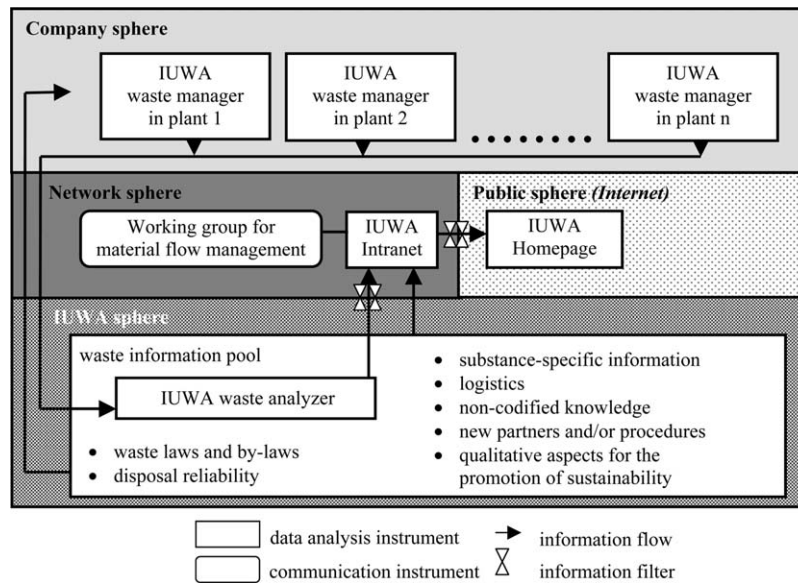 Company sphere
IUWA
waste manager
in plant 1
IUWA
waste manager
in plant 2
IUWA
waste manager
in plant n
Network sphere
Working group for
material flow management
IUWA
Intranet
Public sphere (Internet)
IUWA
Homepage
IUWA sphere
waste information pool
IUWA waste analyzer
• waste laws and by-laws
• disposal reliability
• substance-specific information
• logistics
• non-codified knowledge
• new partners and/or procedures
• qualitative aspects for the
promotion of sustainability
data analysis instrument
information flow
communication instrument
information filter